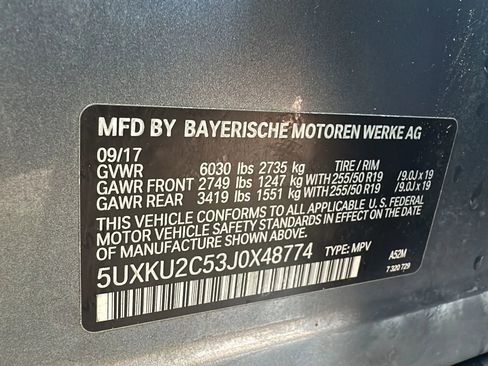 MFD BY BAYERISCHE MOTOREN WERKE AG
09/17
GVWR 6030 lbs 2735 kg TIRE / RIM
GAWR FRONT 2749 lbs 1247 kg WITH 255/50 R19 /9.0J x 19
GAWR REAR 3419 lbs 1551 kg WITH 255/50 R19 /9.0J x 19
THIS VEHICLE CONFORMS TO ALL APPLICABLE U.S. FEDERAL
MOTOR VEHICLE SAFETY STANDARDS IN EFFECT ON THE
DATE OF MANUFACTURE SHOWN ABOVE.
5UXKU2C53J0X48774 TYPE: MPV A52M
7 320 729